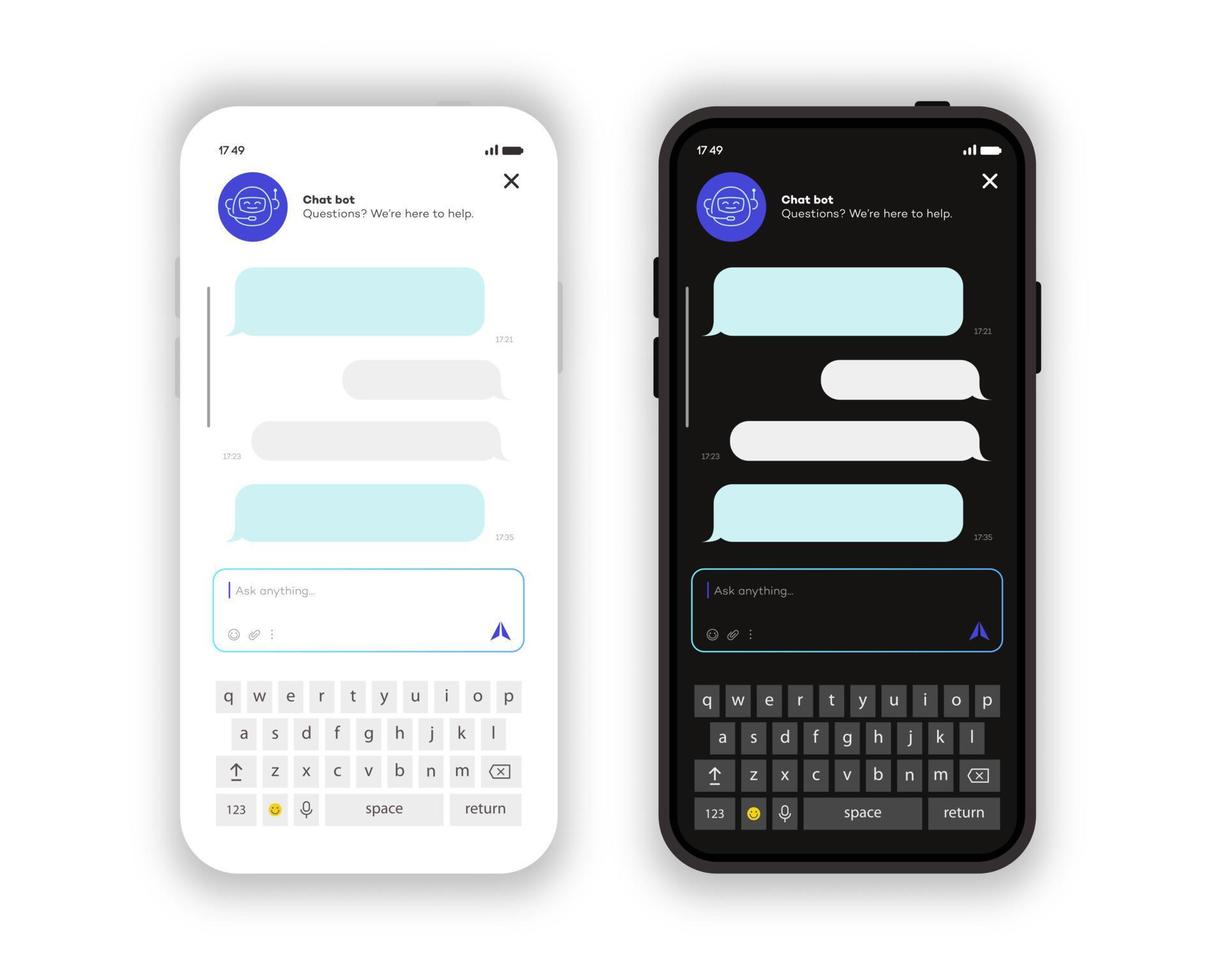 17 49
Chat bot
Questions? We're here to help.
17:21
17:23
17:35
Ask anything...
q w e r t y u i o p
a s d f g h j k l
z x c v b n m
123 space return
17 49
Chat bot
Questions? We're here to help.
17:21
17:23
17:35
Ask anything...
q w e r t y u i o p
a s d f g h j k l
z x c v b n m
123 space return